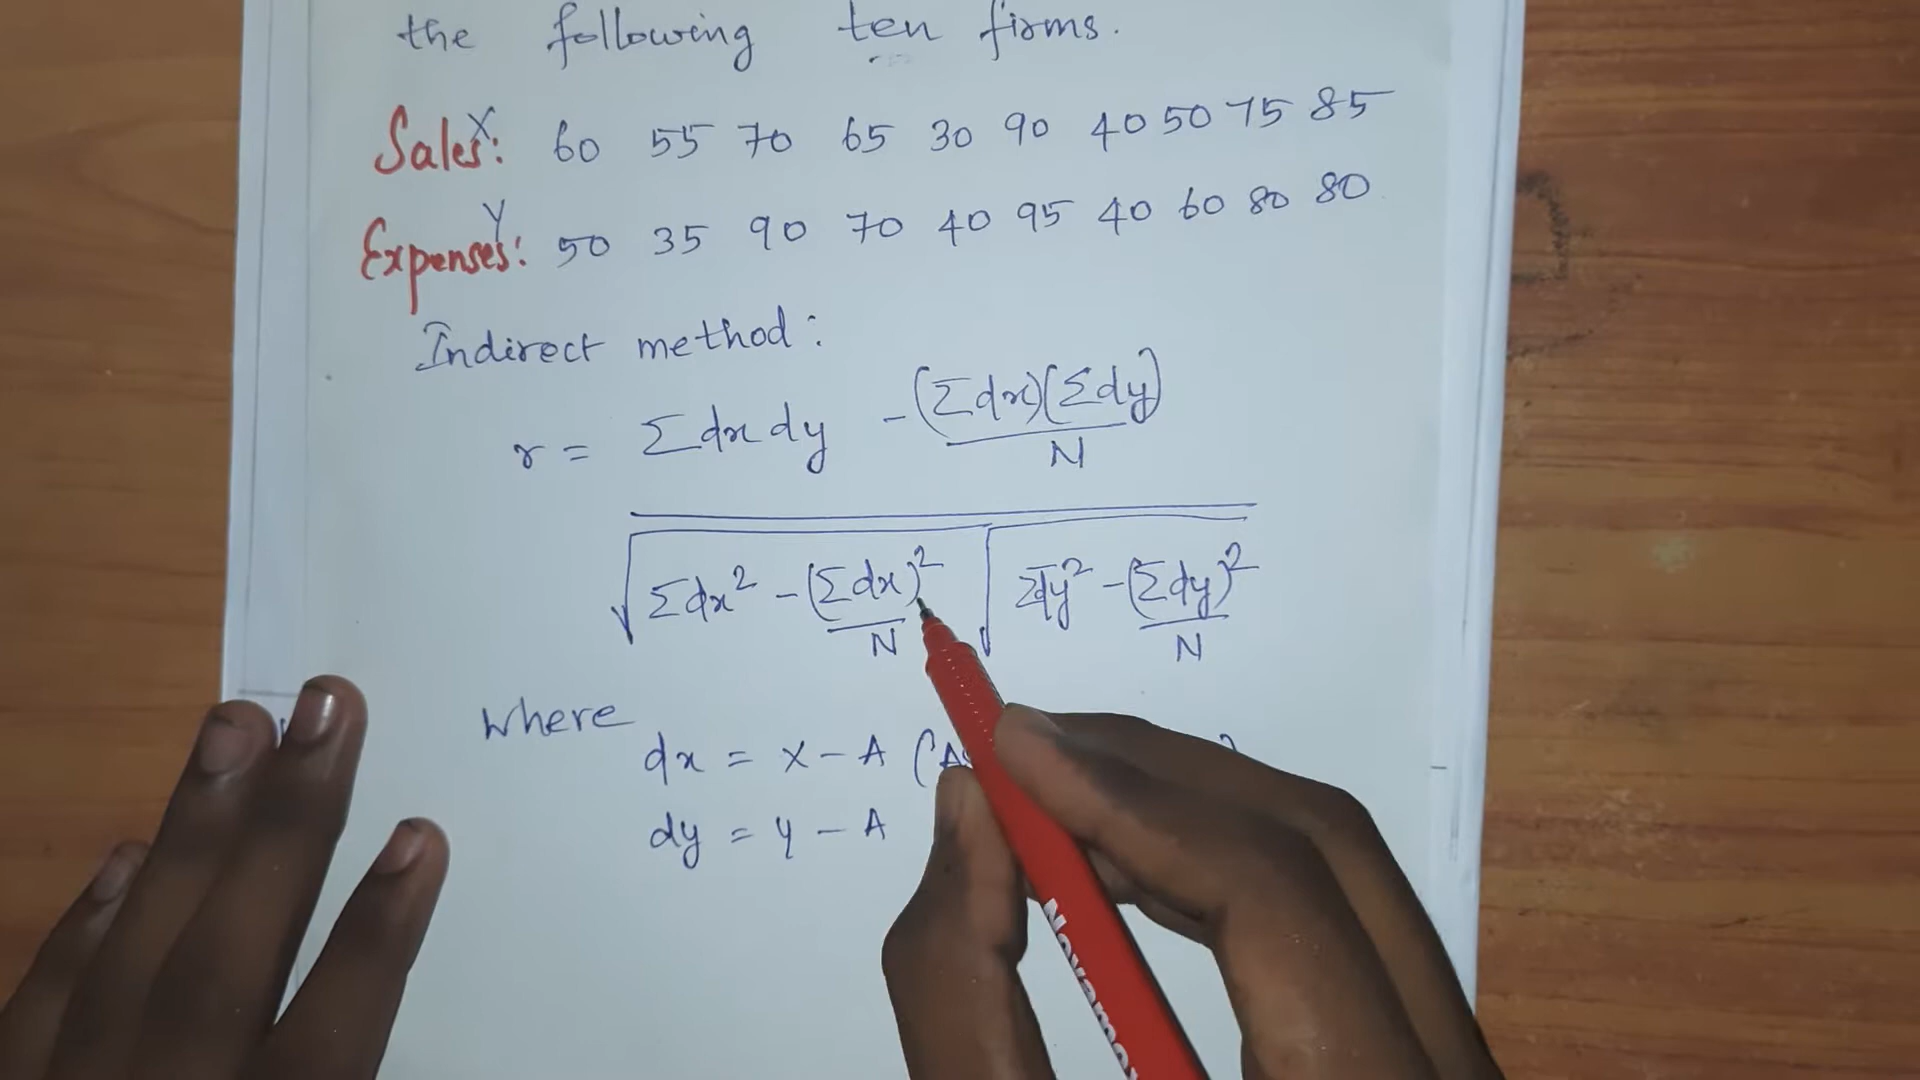 the following ten firms.
Sales: X 60 55 70 65 30 90 40 50 75 85
Expenses: Y 50 35 90 70 40 95 40 60 80 80
Indirect method:
r = Σdxdy - (Σdx)(Σdy)
N
√Σdx² - (Σdx)² √Σdy² - (Σdy)²
N N
Where
dx = x - A
dy = y - A